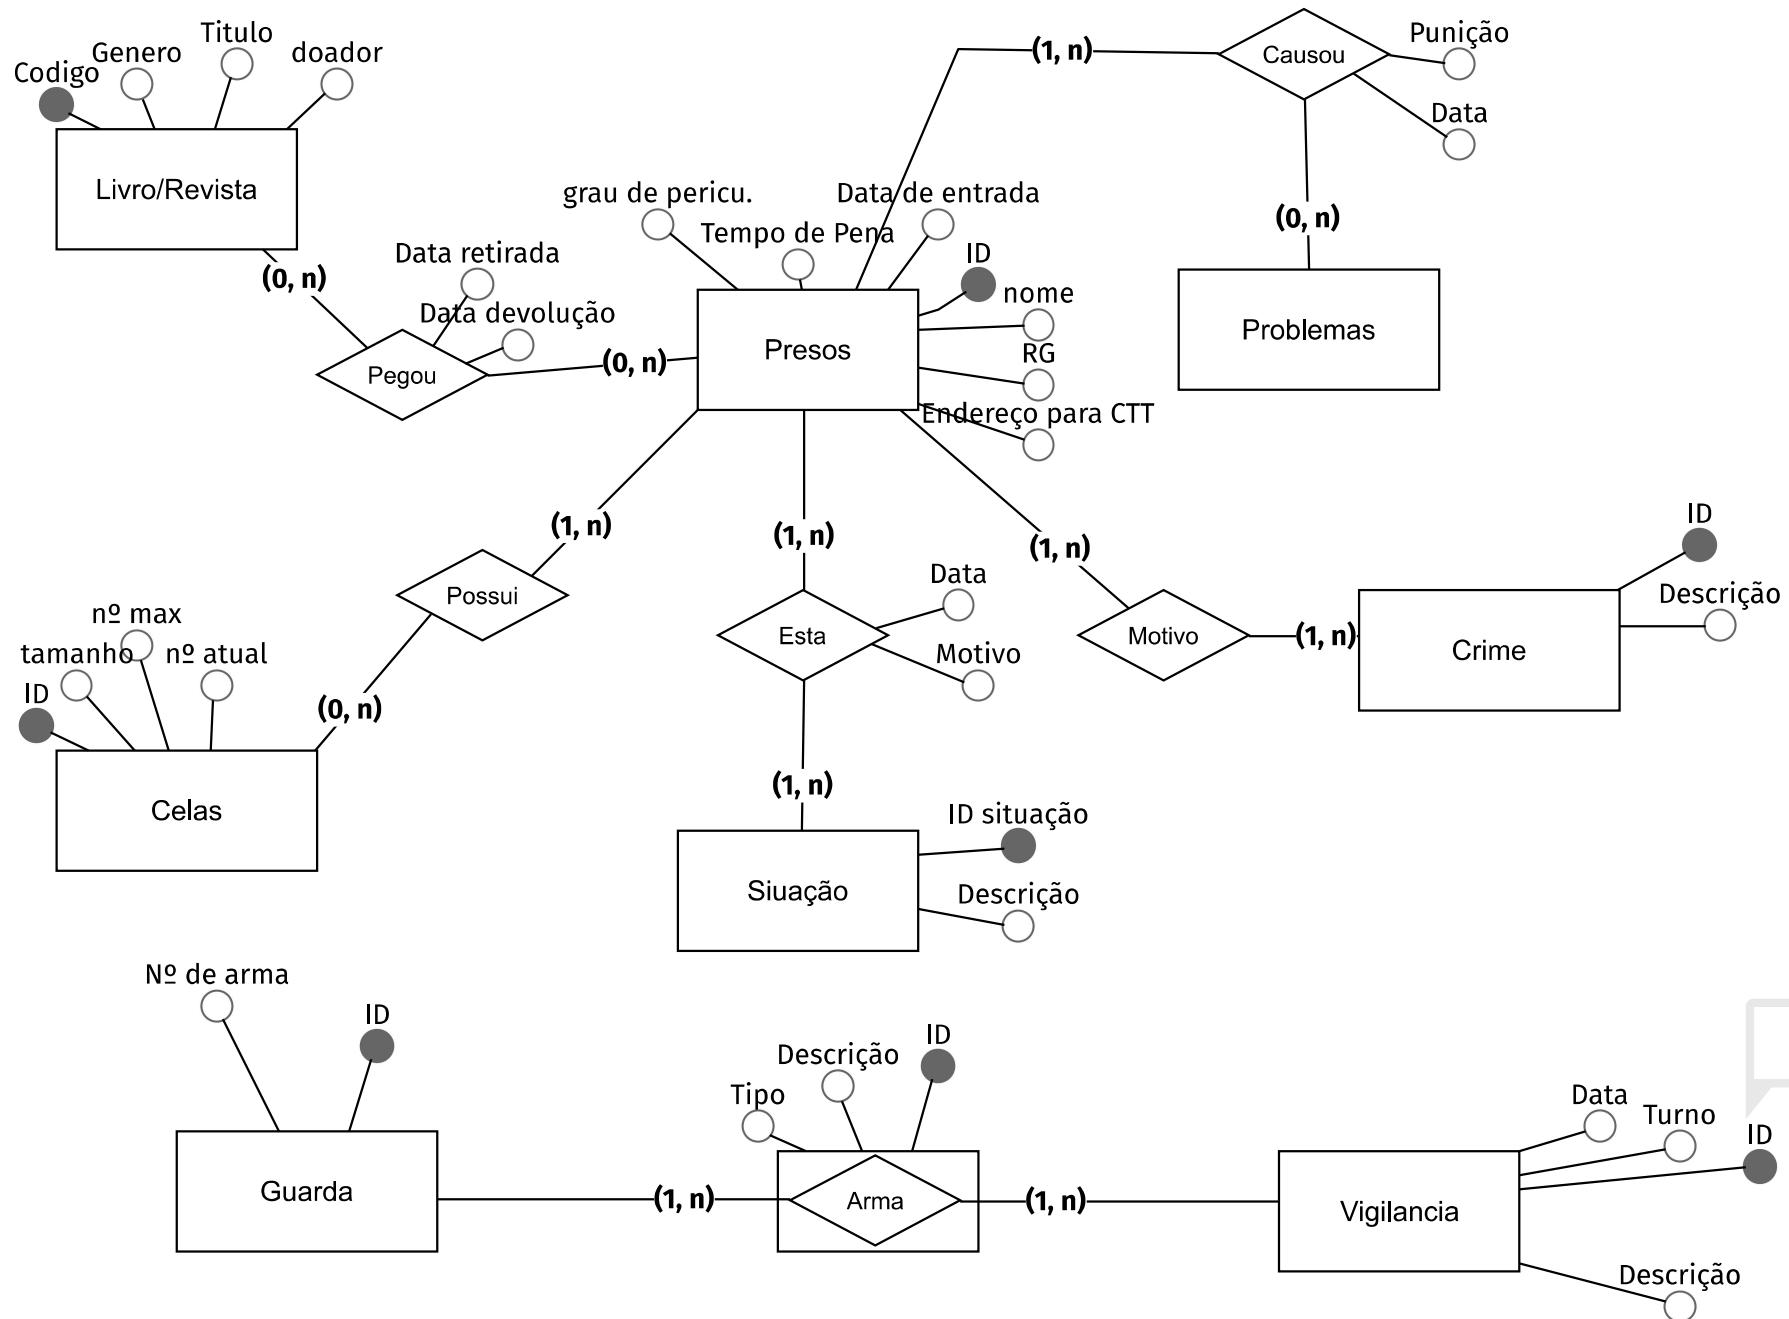 Codigo
Genero
Titulo
doador
Livro/Revista
(0, n)
Data retirada
Data devolução
Pegou
(0, n)
grau de pericu.
Tempo de Pena
Data de entrada
ID
nome
RG
Endereço para CTT
Presos
(1, n)
Causou
Punição
Data
(0, n)
Problemas
(1, n)
Possui
(0, n)
ID
tamanho
nº max
nº atual
Celas
(1, n)
Esta
Data
Motivo
(1, n)
Siuação
ID situação
Descrição
(1, n)
Motivo
(1, n)
Crime
ID
Descrição
Nº de arma
ID
Guarda
(1, n)
Tipo
Descrição
ID
Arma
(1, n)
Vigilancia
Data
Turno
ID
Descrição